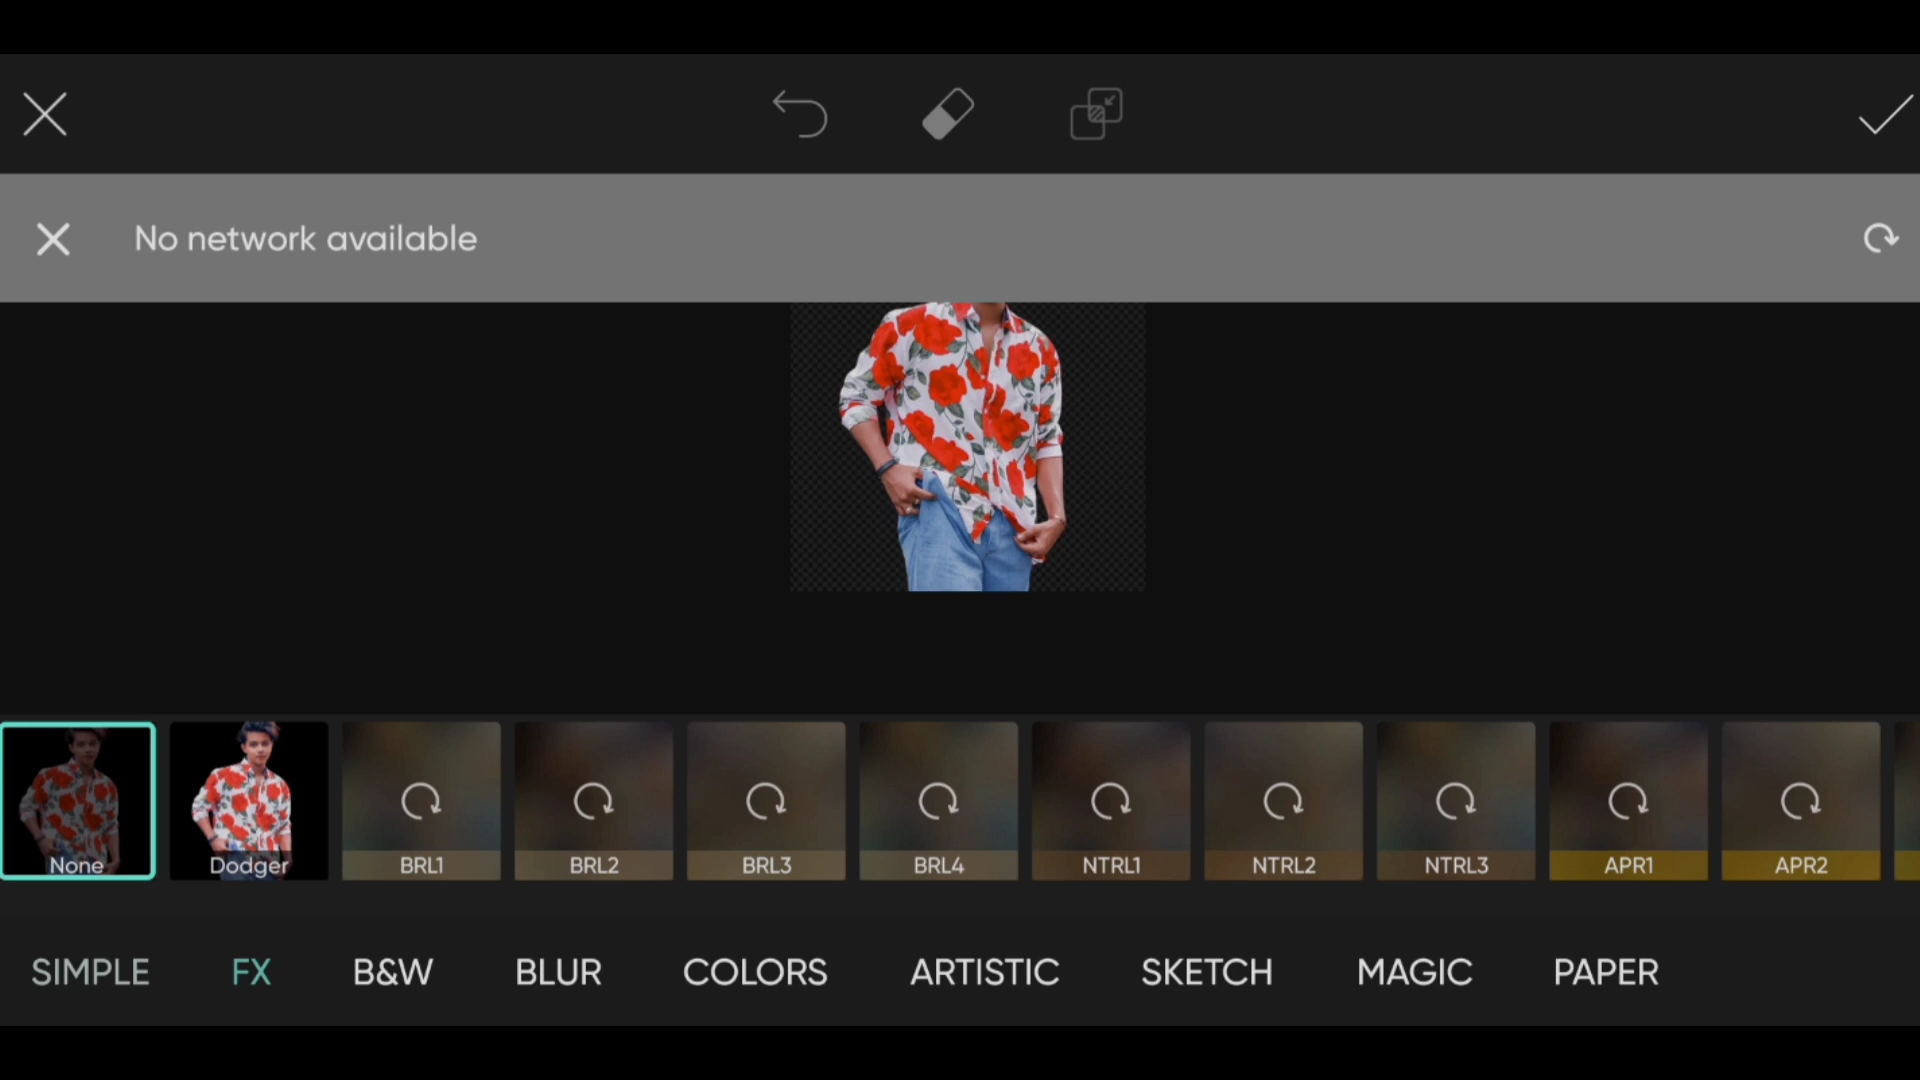 No network available
None
Dodger
BRL1
BRL2
BRL3
BRL4
NTRL1
NTRL2
NTRL3
APR1
APR2
SIMPLE
FX
B&W
BLUR
COLORS
ARTISTIC
SKETCH
MAGIC
PAPER